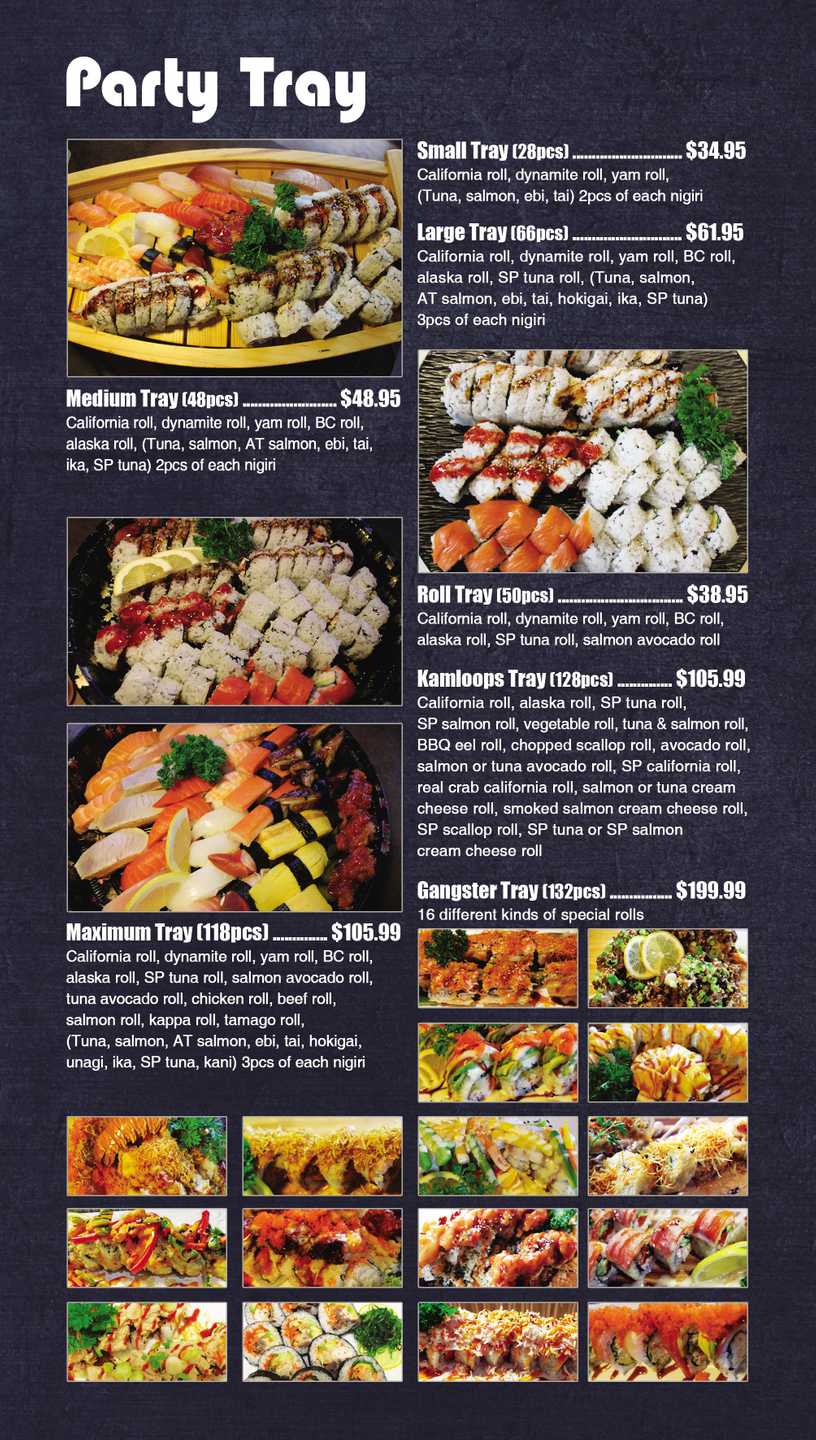 Party Tray
Small Tray (28pcs) ............................ $34.95
California roll, dynamite roll, yam roll,
(Tuna, salmon, ebi, tai) 2pcs of each nigiri
Large Tray (66pcs) ............................ $61.95
California roll, dynamite roll, yam roll, BC roll,
alaska roll, SP tuna roll, (Tuna, salmon,
AT salmon, ebi, tai, hokigai, ika, SP tuna)
3pcs of each nigiri
Medium Tray (48pcs) ........................ $48.95
California roll, dynamite roll, yam roll, BC roll,
alaska roll, (Tuna, salmon, AT salmon, ebi, tai,
ika, SP tuna) 2pcs of each nigiri
Roll Tray (50pcs) ................................ $38.95
California roll, dynamite roll, yam roll, BC roll,
alaska roll, SP tuna roll, salmon avocado roll
Kamloops Tray (128pcs) .............. $105.99
California roll, alaska roll, SP tuna roll,
SP salmon roll, vegetable roll, tuna & salmon roll,
BBQ eel roll, chopped scallop roll, avocado roll,
salmon or tuna avocado roll, SP california roll,
real crab california roll, salmon or tuna cream
cheese roll, smoked salmon cream cheese roll,
SP scallop roll, SP tuna or SP salmon
cream cheese roll
Gangster Tray (132pcs) ................ $199.99
16 different kinds of special rolls
Maximum Tray (118pcs) .............. $105.99
California roll, dynamite roll, yam roll, BC roll,
alaska roll, SP tuna roll, salmon avocado roll,
tuna avocado roll, chicken roll, beef roll,
salmon roll, kappa roll, tamago roll,
(Tuna, salmon, AT salmon, ebi, tai, hokigai,
unagi, ika, SP tuna, kani) 3pcs of each nigiri